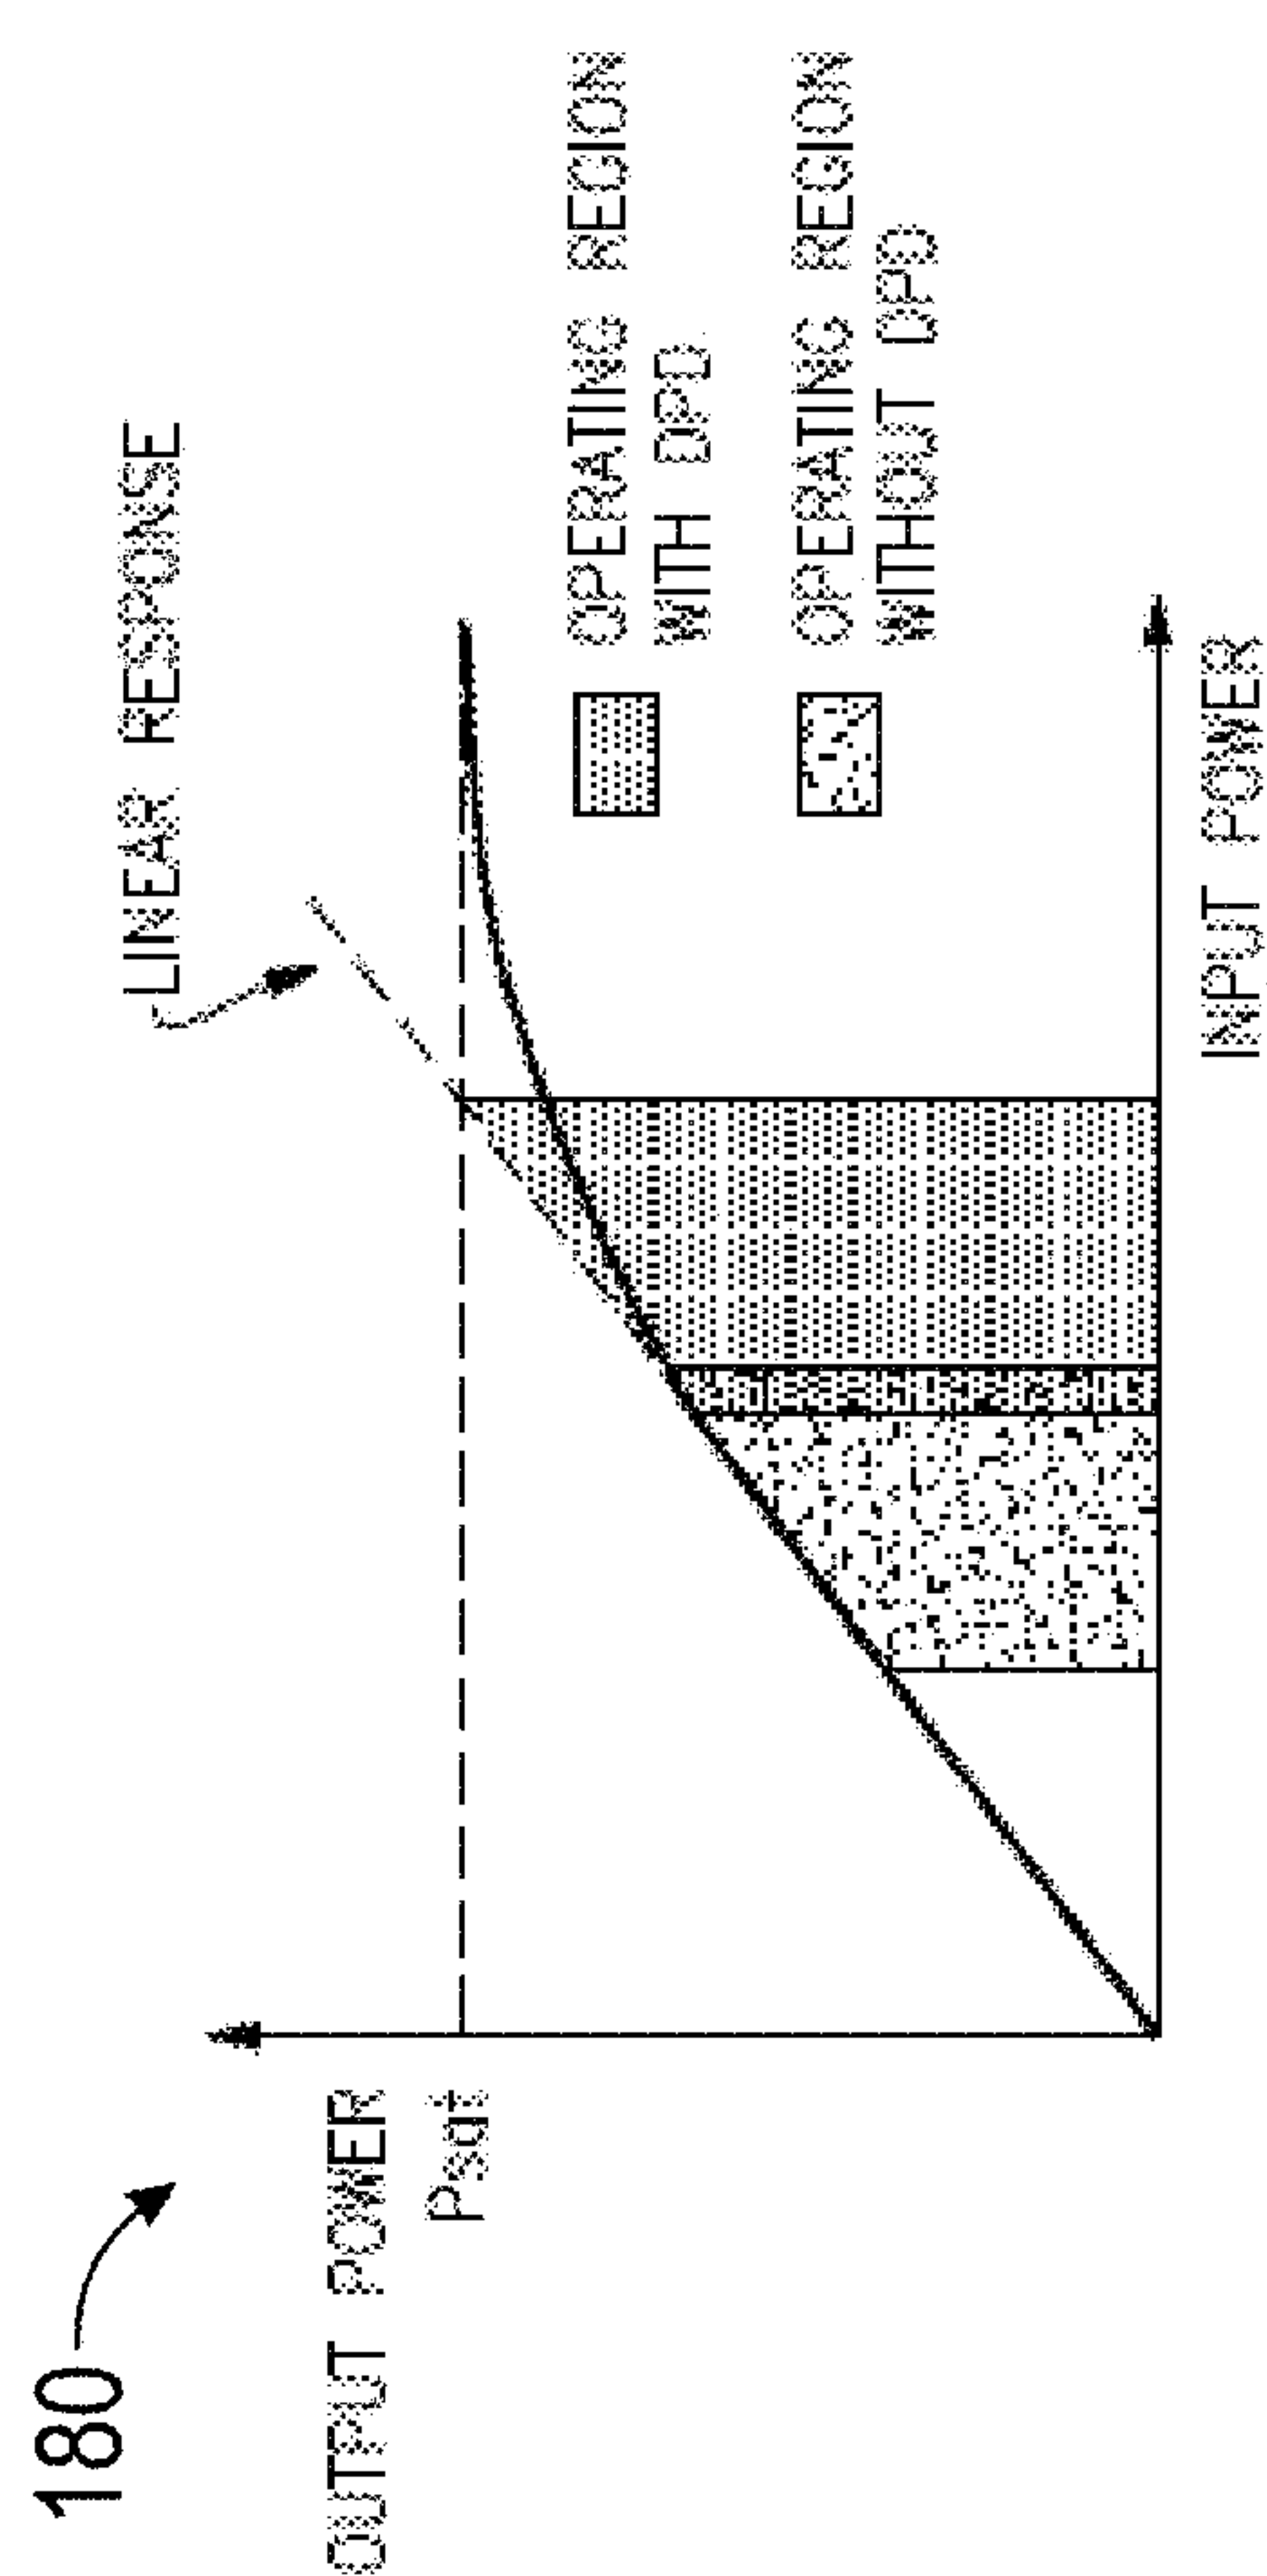 180
OUTPUT POWER
Psat
LINEAR RESPONSE
OPERATING REGION
WITH DPD
OPERATING REGION
WITHOUT DPD
INPUT POWER